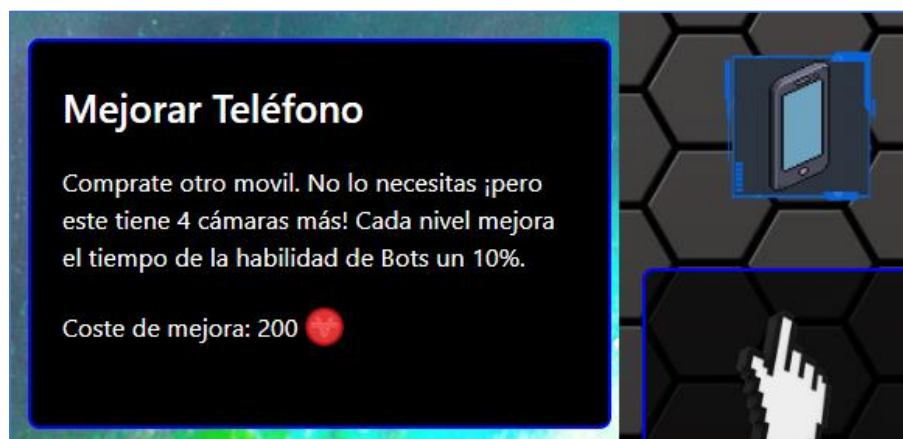 Mejorar Teléfono
Comprate otro movil. No lo necesitas ¡pero
este tiene 4 cámaras más! Cada nivel mejora
el tiempo de la habilidad de Bots un 10%.
Coste de mejora: 200